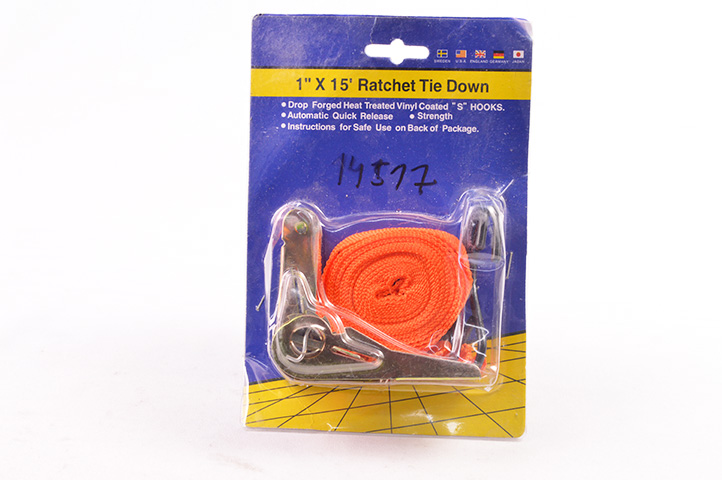 SWEDEN U.S.A. ENGLAND GERMANY JAPAN
1" X 15' Ratchet Tie Down
• Drop Forged Heat Treated Vinyl Coated "S" HOOKS.
• Automatic Quick Release • Strength
• Instructions for Safe Use on Back of Package.
14517